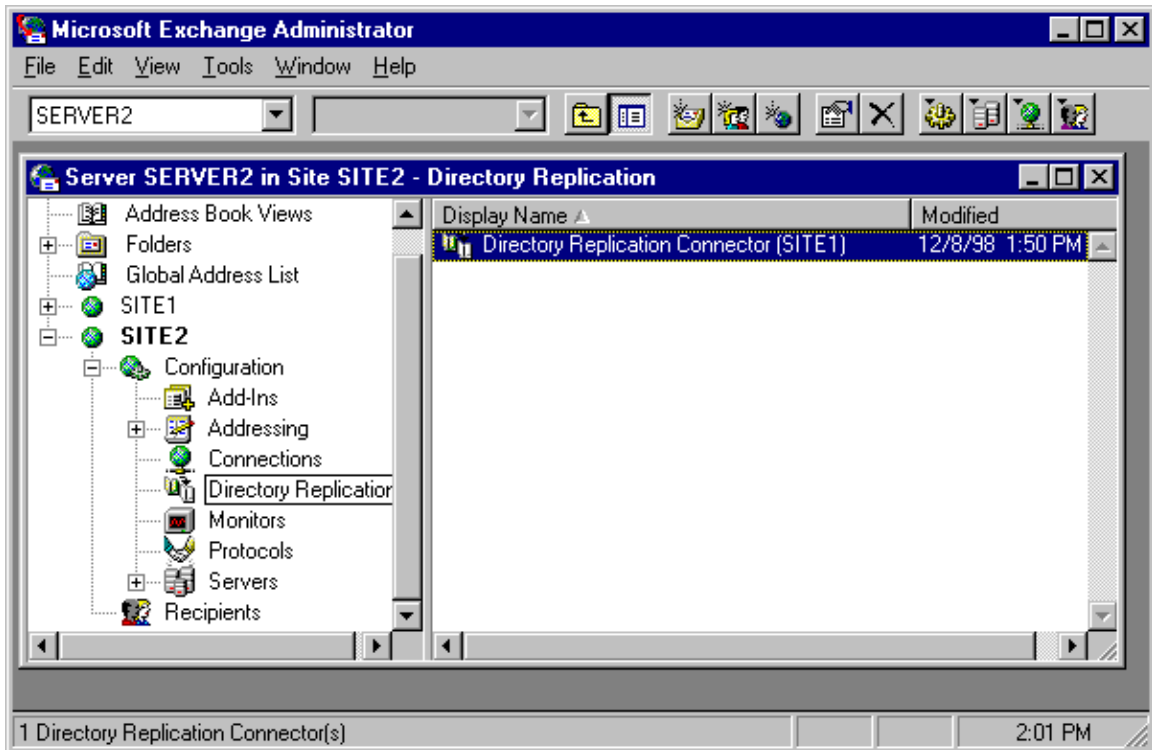 Microsoft Exchange Administrator
File Edit View Tools Window Help
SERVER2
Server SERVER2 in Site SITE2 - Directory Replication
Address Book Views
Folders
Global Address List
SITE1
SITE2
Configuration
Add-Ins
Addressing
Connections
Directory Replication
Monitors
Protocols
Servers
Recipients
Display Name Modified
Directory Replication Connector (SITE1) 12/8/98 1:50 PM
1 Directory Replication Connector(s) 2:01 PM